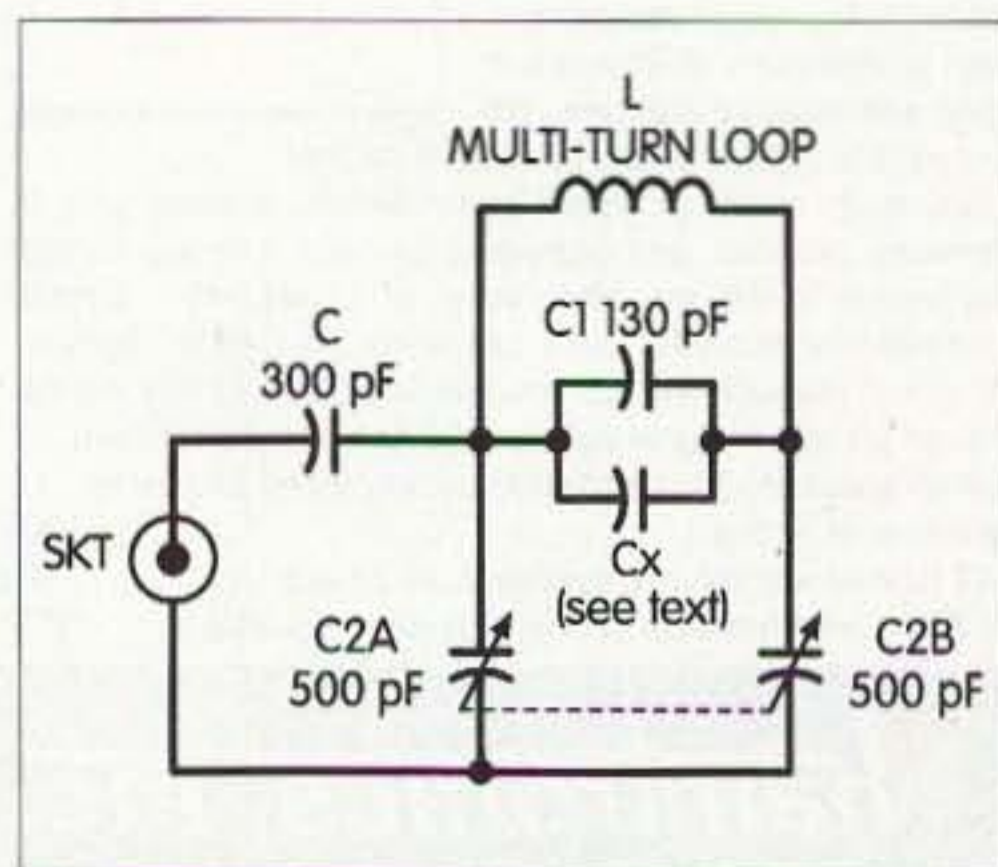 L
MULTI-TURN LOOP
C
300 pF
C1 130 pF
SKT
Cx
(see text)
C2A
500 pF
C2B
500 pF